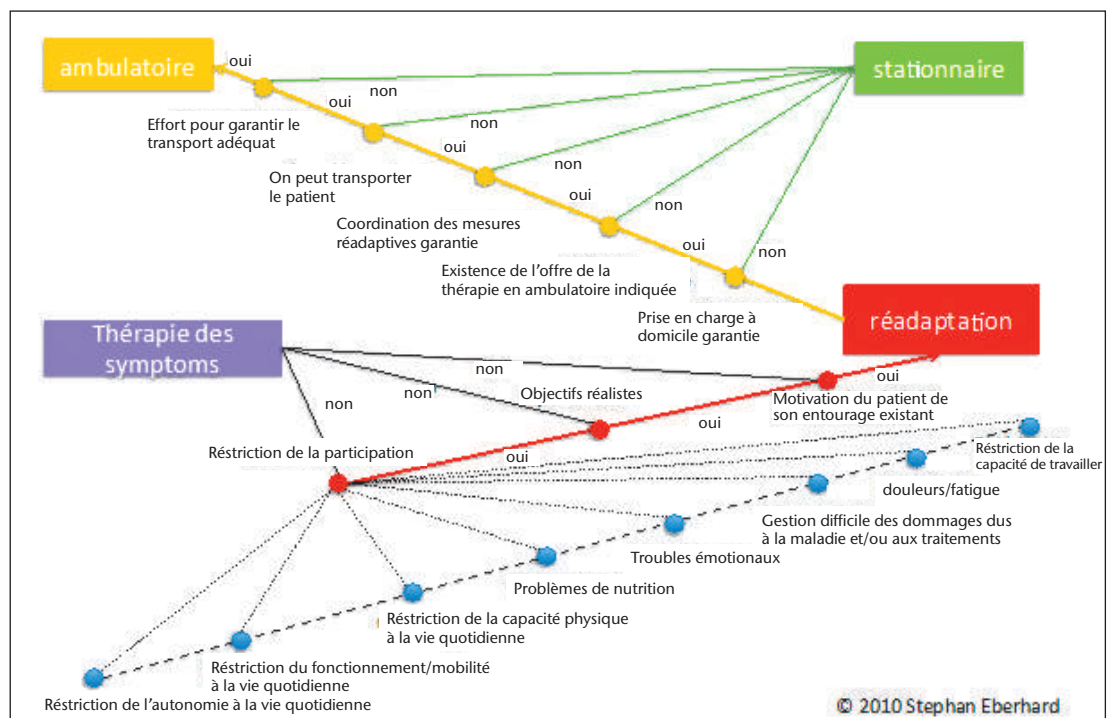 ambulatoire
oui
stationnaire
non
Effort pour garantir le
transport adéquat
oui
non
On peut transporter
le patient
oui
non
Coordination des mesures
réadaptives garantie
oui
non
Existence de l'offre de la
thérapie en ambulatoire indiquée
oui
non
Prise en charge à
domicile garantie
réadaptation
Thérapie des
symptoms
non
non
non
oui
Objectifs réalistes
Motivation du patient de
son entourage existant
oui
Réstriction de la participation
oui
Réstriction de la
capacité de travailler
douleurs/fatigue
Gestion difficile des dommages dus
à la maladie et/ou aux traitements
Troubles émotionaux
Problèmes de nutrition
Réstriction de la capacité physique
à la vie quotidienne
Réstriction du fonctionnement/mobilité
à la vie quotidienne
Réstriction de l'autonomie à la vie quotidienne
© 2010 Stephan Eberhard